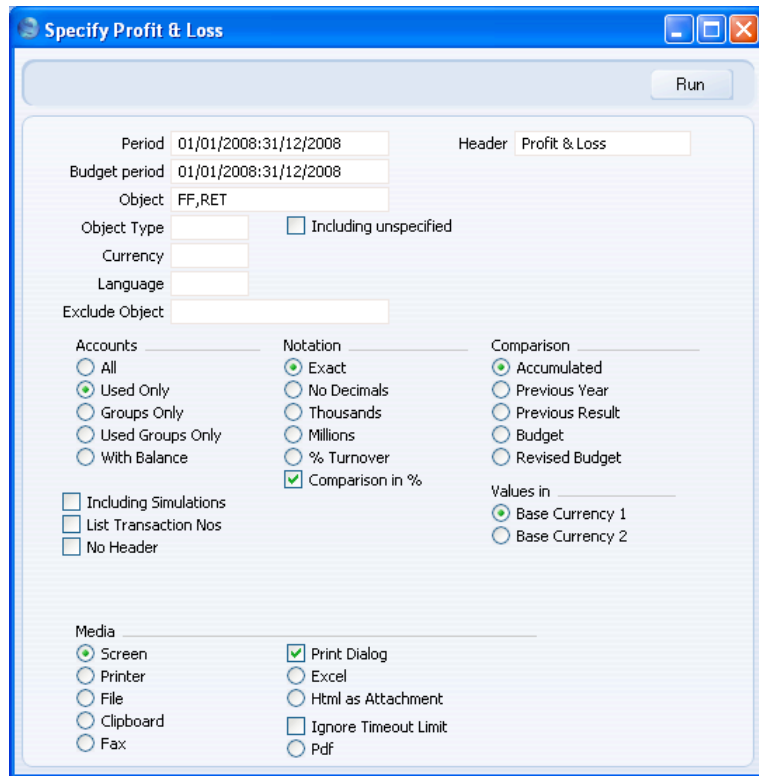 Specify Profit & Loss
Run
Period 01/01/2008:31/12/2008 Header Profit & Loss
Budget period 01/01/2008:31/12/2008
Object FF,RET
Object Type Including unspecified
Currency
Language
Exclude Object
Accounts Notation Comparison
All Exact Accumulated
Used Only No Decimals Previous Year
Groups Only Thousands Previous Result
Used Groups Only Millions Budget
With Balance % Turnover Revised Budget
Comparison in %
Including Simulations Values in
List Transaction Nos Base Currency 1
No Header Base Currency 2
Media
Screen Print Dialog
Printer Excel
File Html as Attachment
Clipboard Ignore Timeout Limit
Fax Pdf